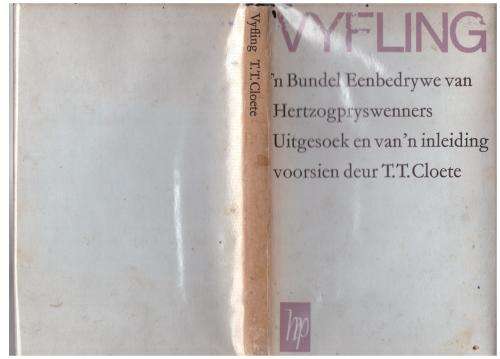 Vyfling T.T.Cloete
VYFLING
'n Bundel Eenbedrywe van
Hertzogpryswenners
Uitgesoek en van 'n inleiding
voorsien deur T.T.Cloete
hp